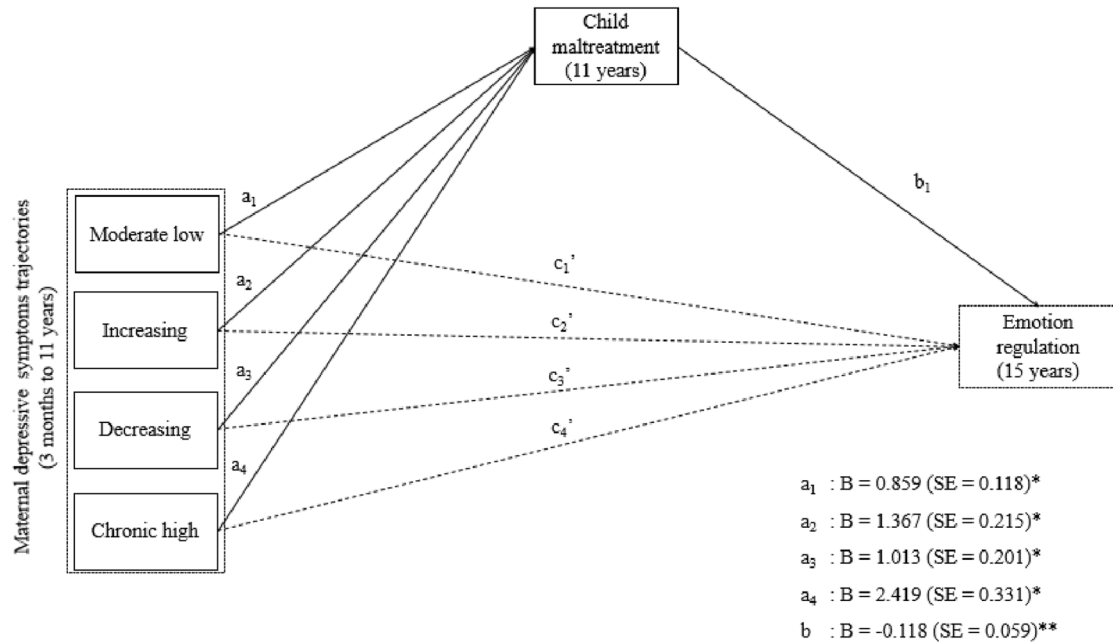 Child
maltreatment
(11 years)
a₁
b₁
Maternal depressive symptoms trajectories
(3 months to 11 years)
Moderate low
c₁’
a₂
Increasing
c₂’
Emotion
regulation
(15 years)
a₃
c₃’
Decreasing
c₄’
a₄
Chronic high
a₁ : B = 0.859 (SE = 0.118)*
a₂ : B = 1.367 (SE = 0.215)*
a₃ : B = 1.013 (SE = 0.201)*
a₄ : B = 2.419 (SE = 0.331)*
b : B = -0.118 (SE = 0.059)**